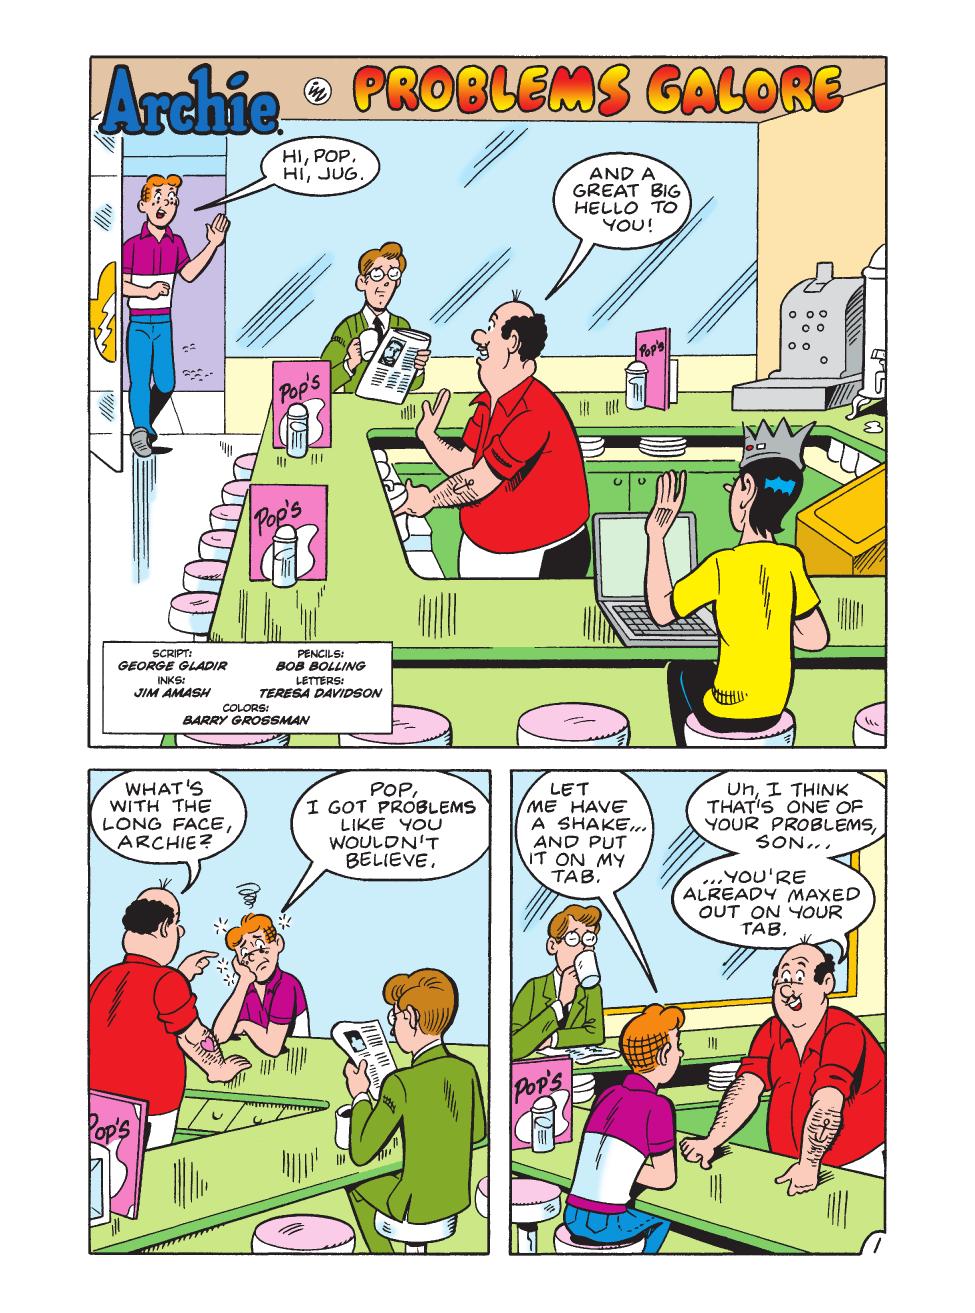 Archie
in
PROBLEMS GALORE
HI, POP.
HI, JUG.
AND A
GREAT BIG
HELLO TO
YOU!
Pop's
Pop's
Pop's
SCRIPT:
GEORGE GLADIR
PENCILS:
BOB BOLLING
INKS:
JIM AMASH
LETTERS:
TERESA DAVIDSON
COLORS:
BARRY GROSSMAN
WHAT'S
WITH THE
LONG FACE,
ARCHIE?
POP,
I GOT PROBLEMS
LIKE YOU
WOULDN'T
BELIEVE.
Pop's
LET
ME HAVE
A SHAKE...
AND PUT
IT ON MY
TAB.
Uh, I THINK
THAT'S ONE OF
YOUR PROBLEMS,
SON...
...YOU'RE
ALREADY MAXED
OUT ON YOUR
TAB.
Pop's
1